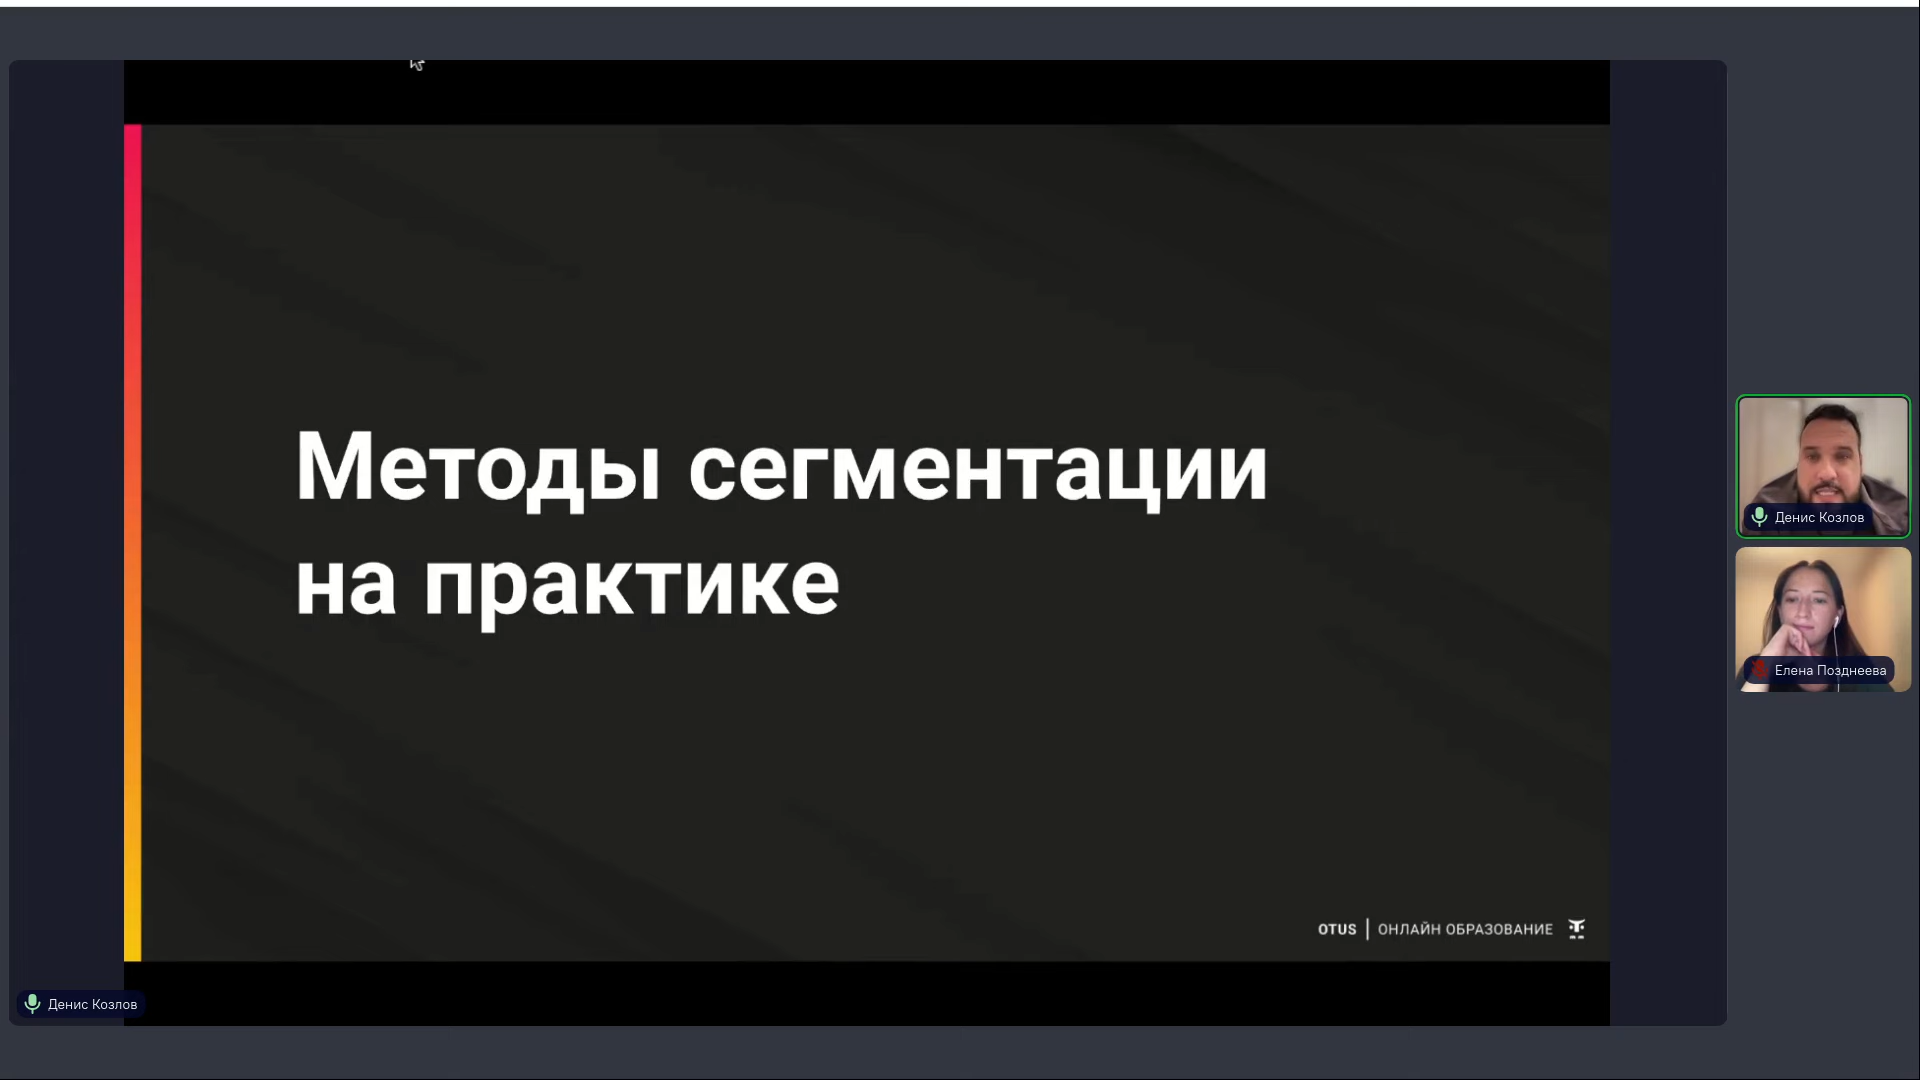 Методы сегментации
на практике
OTUS | ОНЛАЙН ОБРАЗОВАНИЕ
Денис Козлов
Елена Позднеева
Денис Козлов